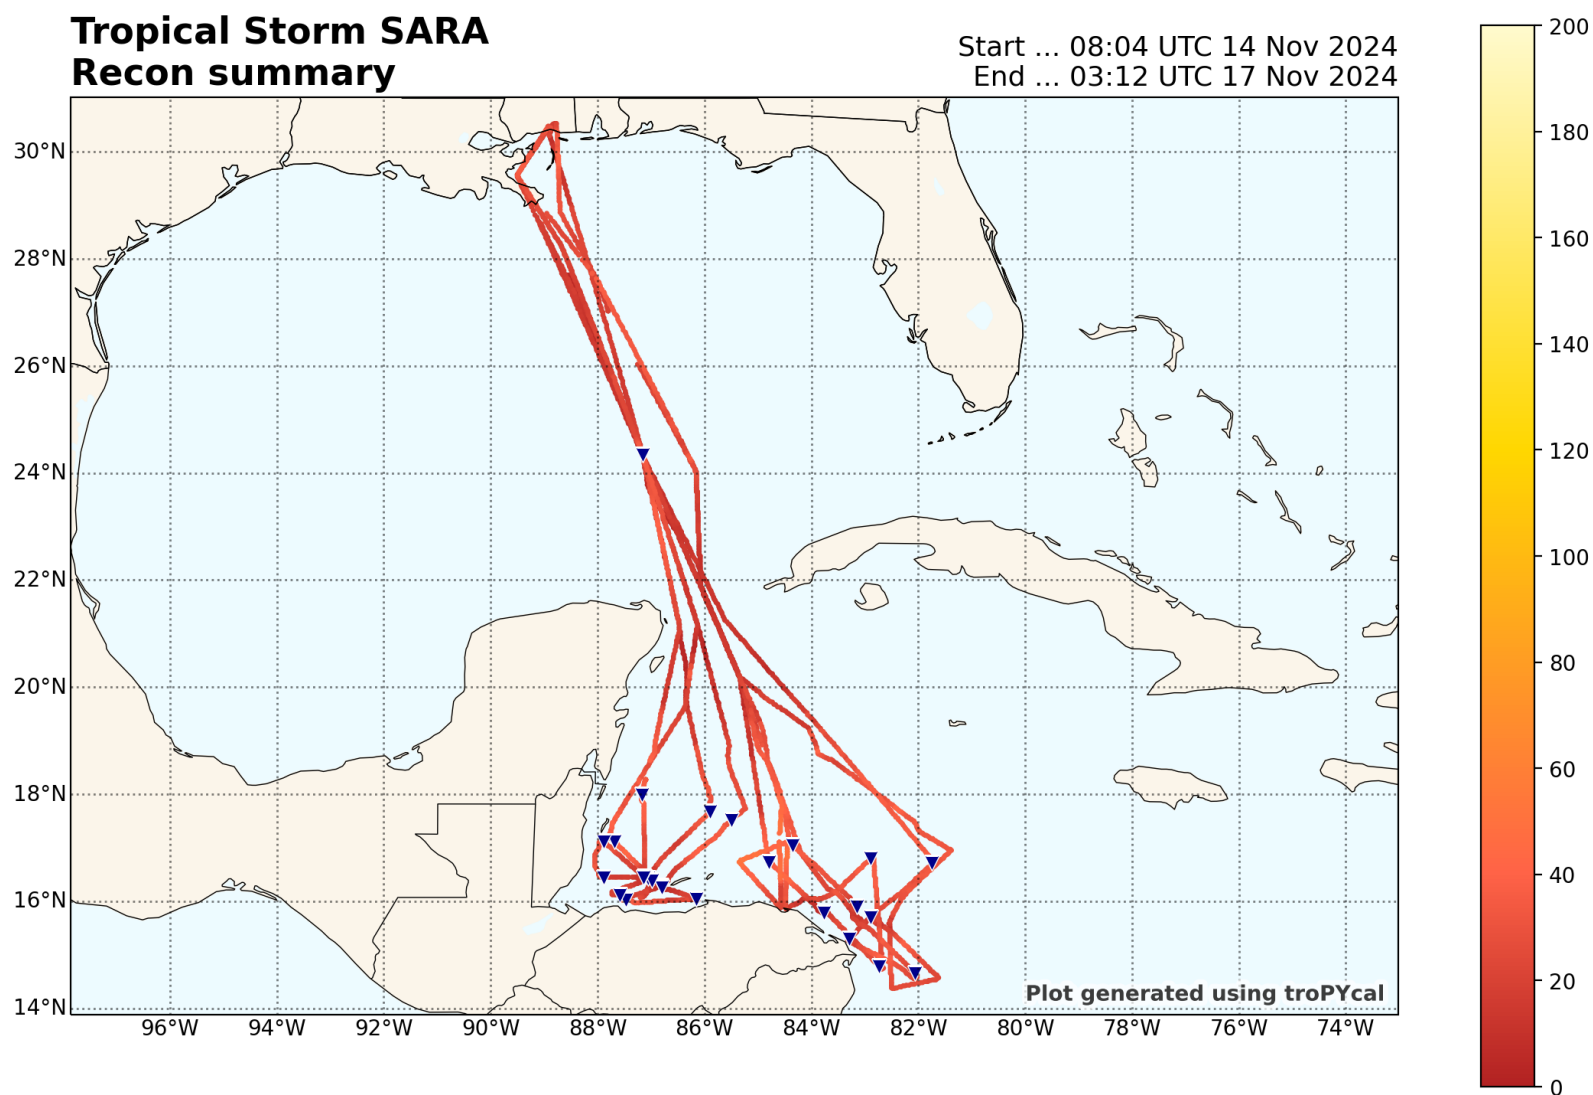 Tropical Storm SARA
Recon summary
Start ... 08:04 UTC 14 Nov 2024
End ... 03:12 UTC 17 Nov 2024
30°N
28°N
26°N
24°N
22°N
20°N
18°N
16°N
14°N
96°W 94°W 92°W 90°W 88°W 86°W 84°W 82°W 80°W 78°W 76°W 74°W
Plot generated using troPYcal
200
180
160
140
120
100
80
60
40
20
0